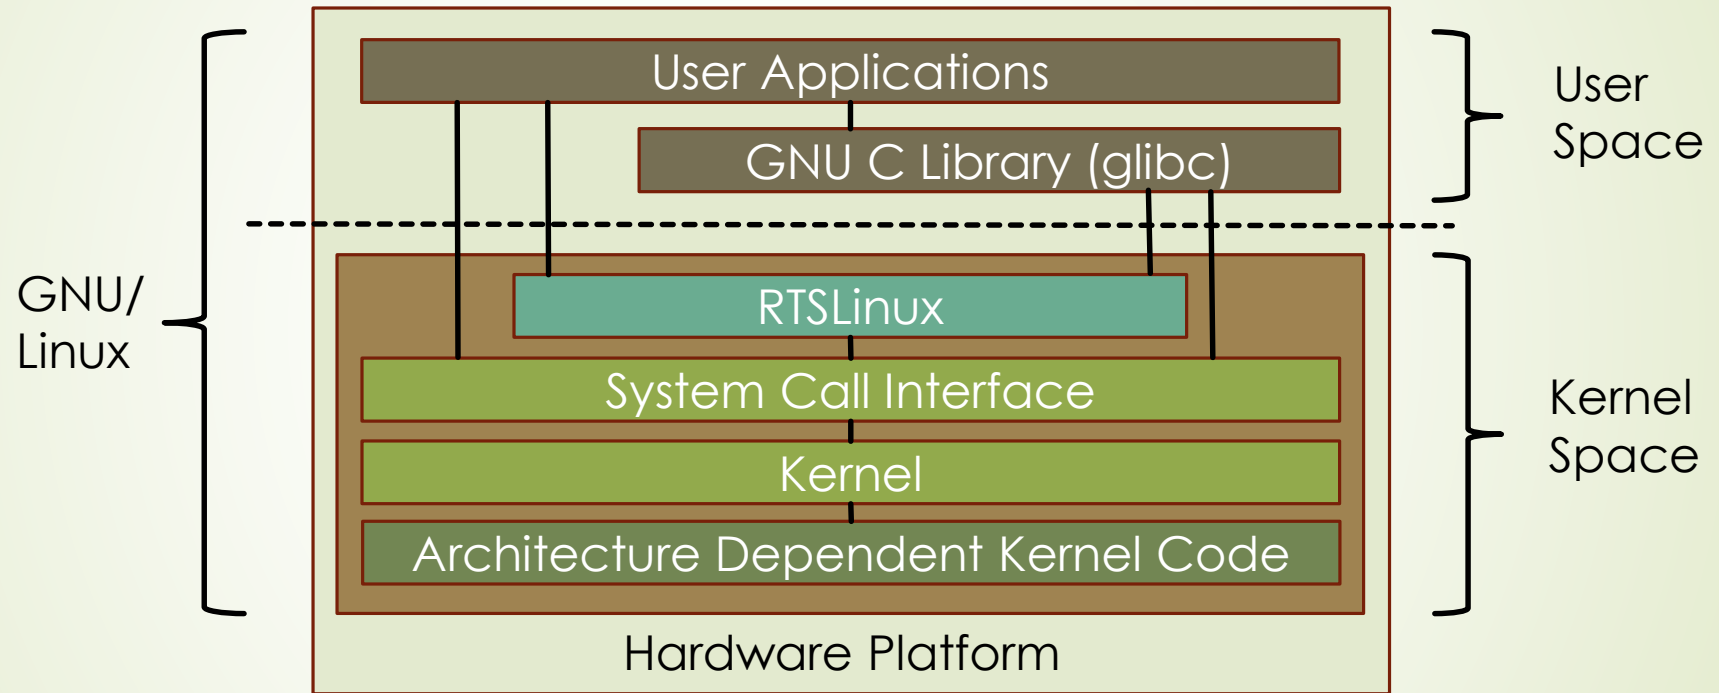 User Applications
GNU C Library (glibc)
User
Space
GNU/
Linux
RTSLinux
System Call Interface
Kernel
Architecture Dependent Kernel Code
Kernel
Space
Hardware Platform